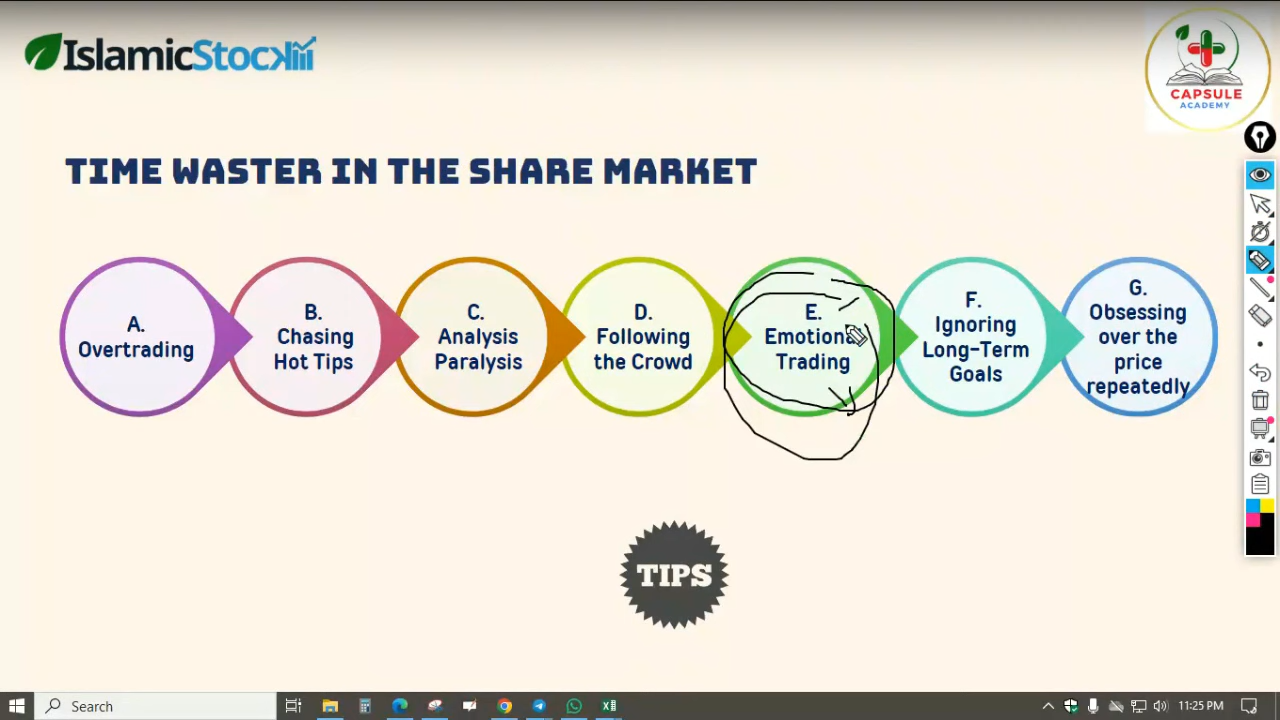 IslamicStock
CAPSULE
ACADEMY
TIME WASTER IN THE SHARE MARKET
A.
Overtrading
B.
Chasing
Hot Tips
C.
Analysis
Paralysis
D.
Following
the Crowd
E.
Emotional
Trading
F.
Ignoring
Long-Term
Goals
G.
Obsessing
over the
price
repeatedly
TIPS
Search
11:25 PM